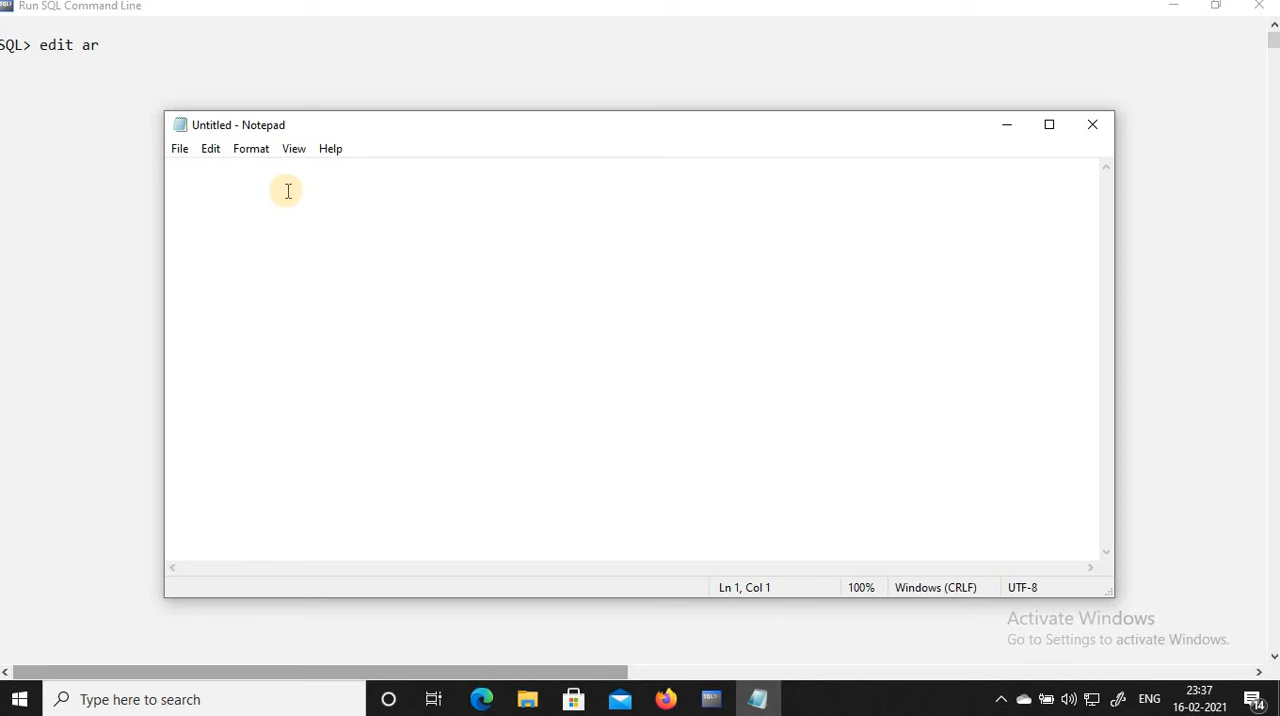 Run SQL Command Line
SQL> edit ar
Untitled - Notepad
File Edit Format View Help
Ln 1, Col 1 100% Windows (CRLF) UTF-8
Activate Windows
Go to Settings to activate Windows.
Type here to search
ENG
23:37
16-02-2021
14